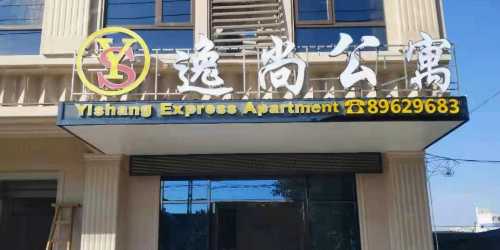 YS 逸尚公寓
Yishang Express Apartment ☎89629683